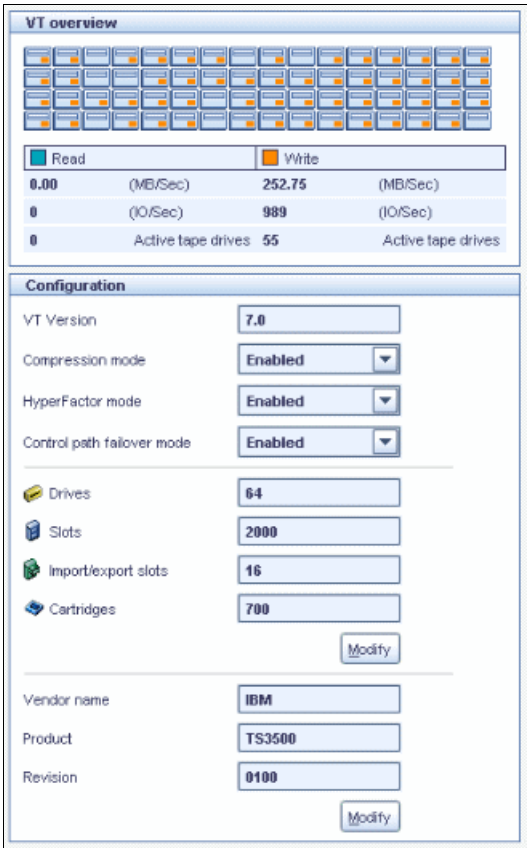 VT overview
Read Write
0.00 (MB/Sec) 252.75 (MB/Sec)
0 (IO/Sec) 989 (IO/Sec)
0 Active tape drives 55 Active tape drives
Configuration
VT Version 7.0
Compression mode Enabled
HyperFactor mode Enabled
Control path failover mode Enabled
Drives 64
Slots 2000
Import/export slots 16
Cartridges 700
Modify
Vendor name IBM
Product TS3500
Revision 0100
Modify